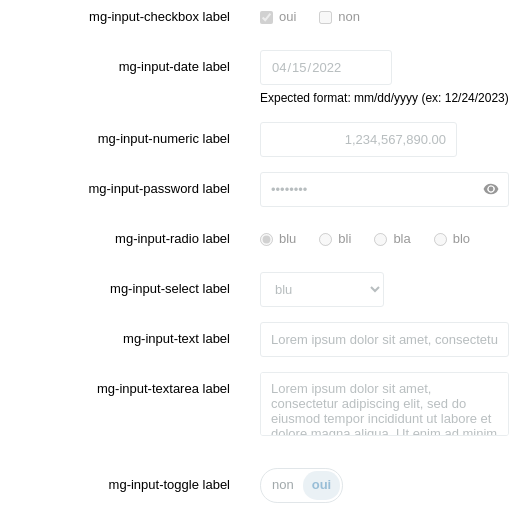 mg-input-checkbox label oui non
mg-input-date label 04/15/2022
Expected format: mm/dd/yyyy (ex: 12/24/2023)
mg-input-numeric label 1,234,567,890.00
mg-input-password label ••••••••
mg-input-radio label blu bli bla blo
mg-input-select label blu
mg-input-text label Lorem ipsum dolor sit amet, consectetu
mg-input-textarea label Lorem ipsum dolor sit amet,
consectetur adipiscing elit, sed do
eiusmod tempor incididunt ut labore et
dolore magna aliqua. Ut enim ad minim
mg-input-toggle label non oui